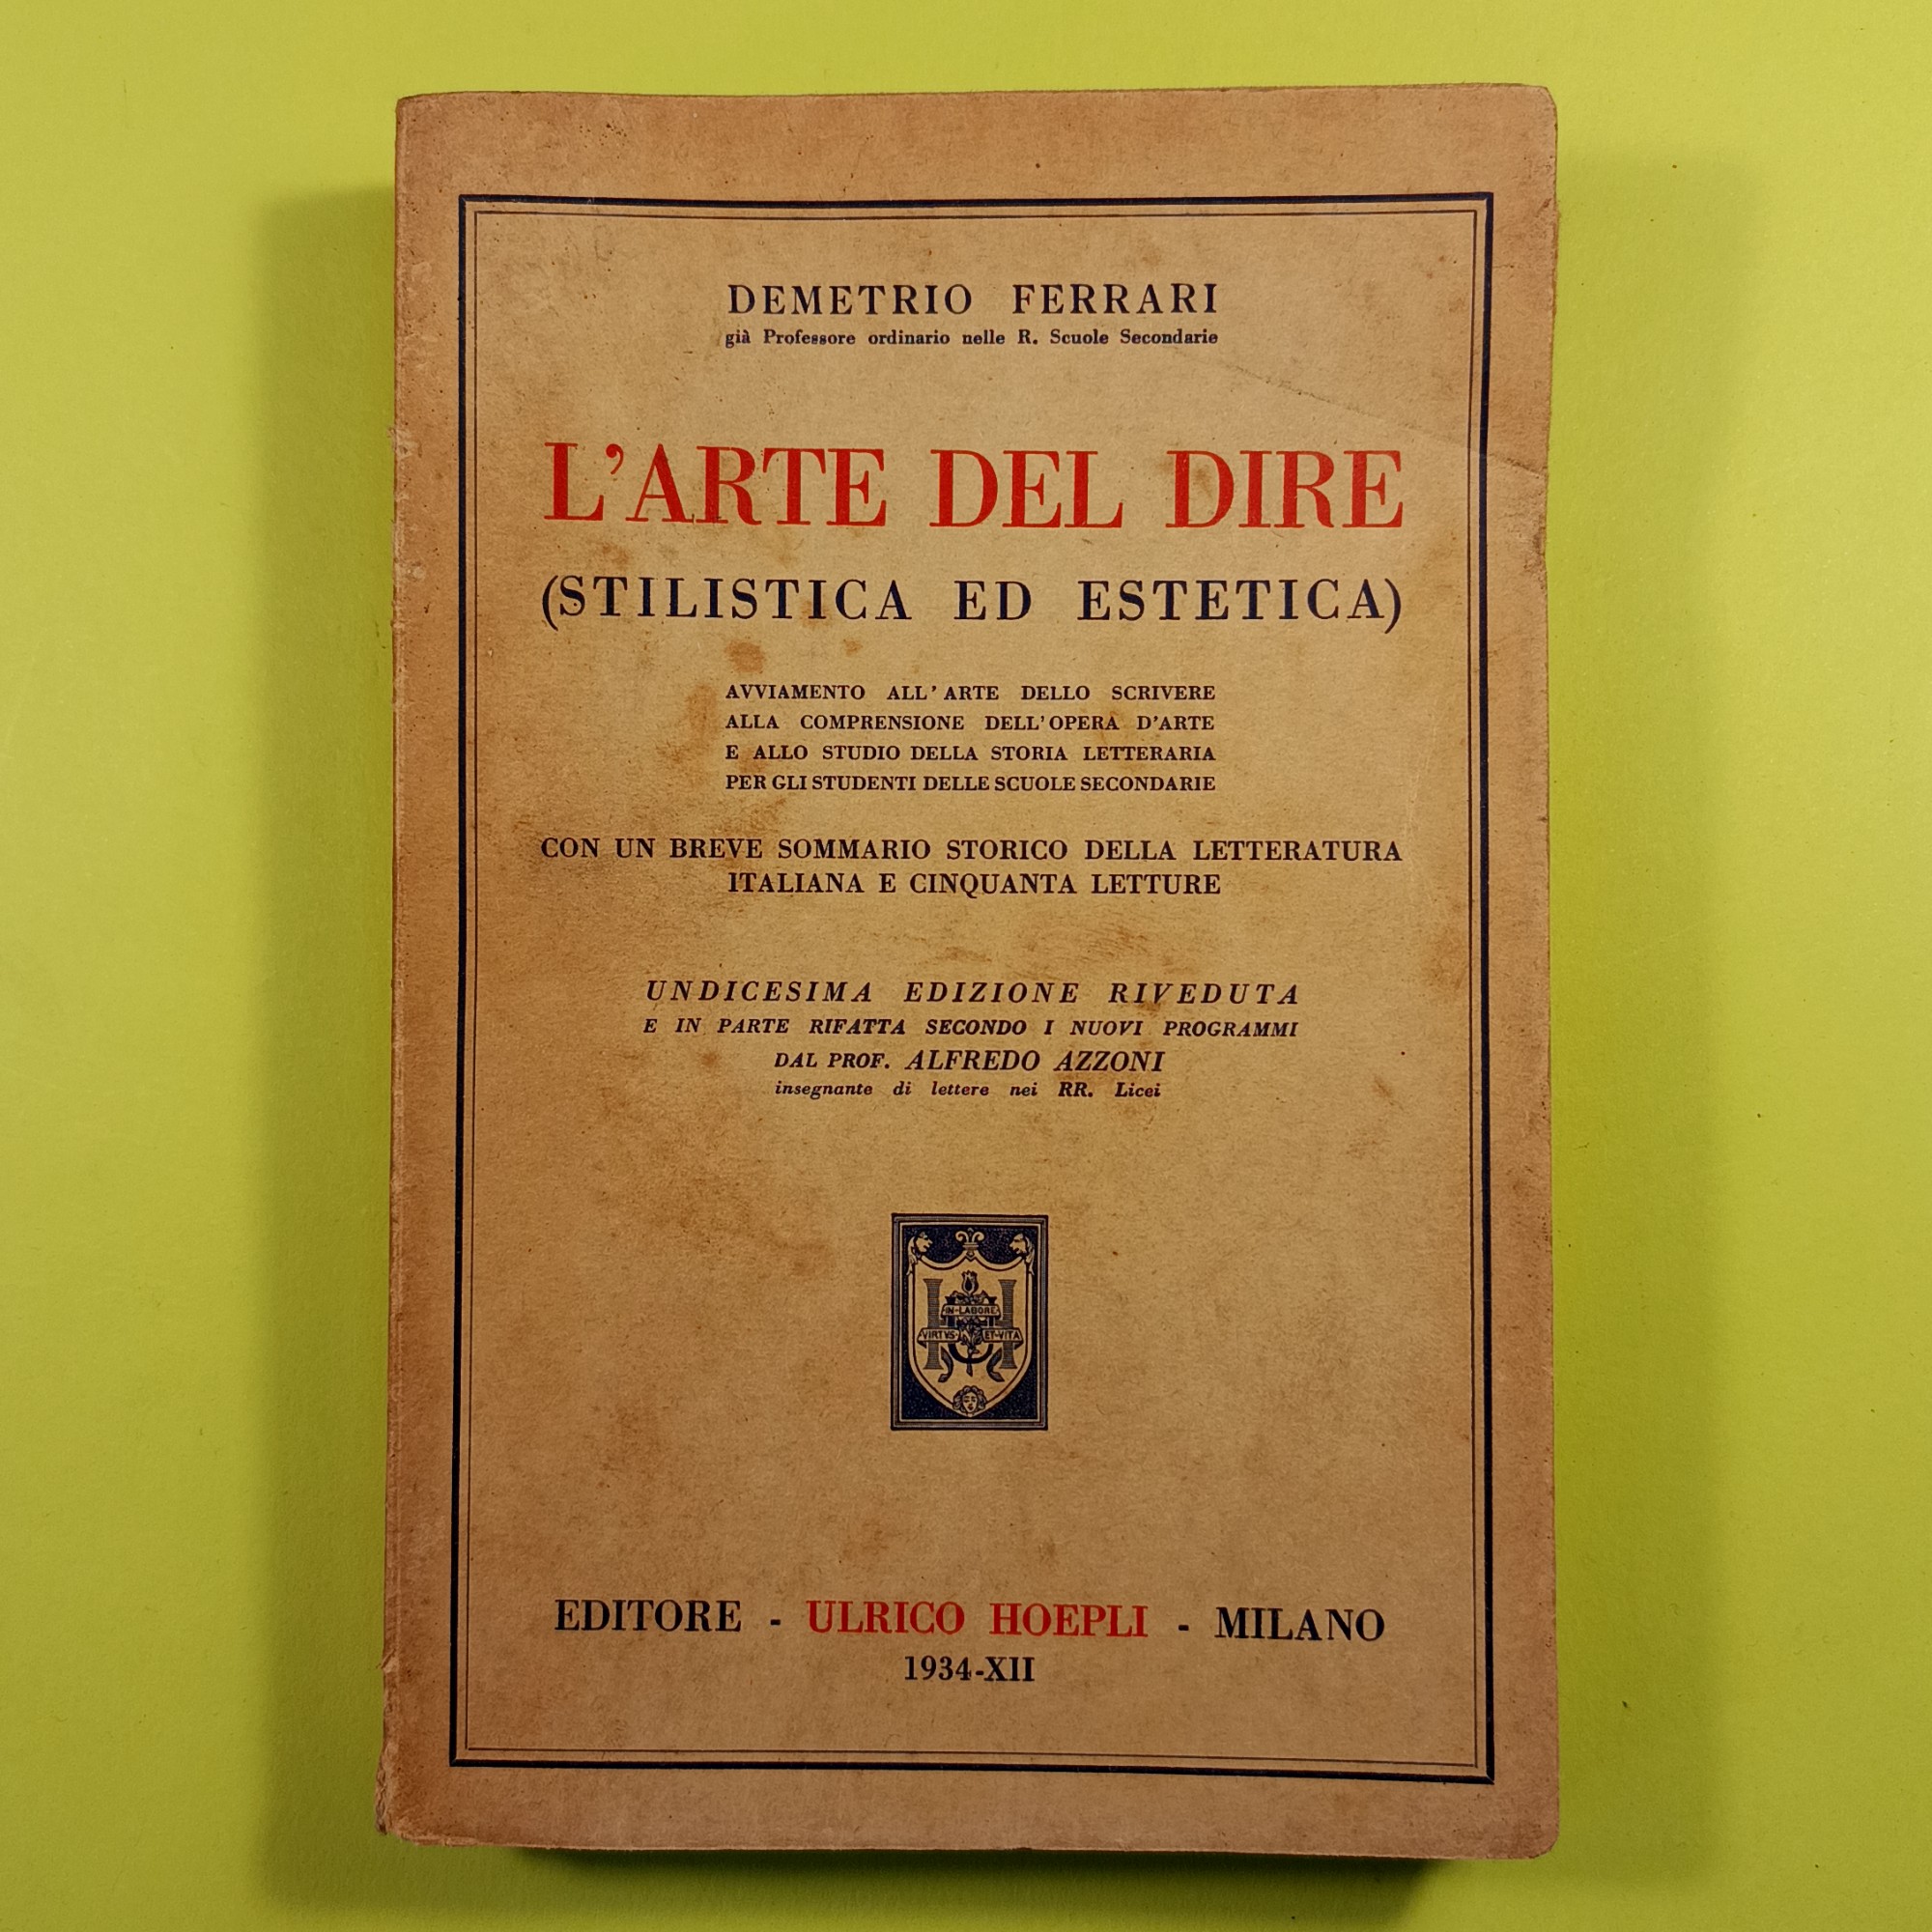 DEMETRIO FERRARI
già Professore ordinario nelle R. Scuole Secondarie
L'ARTE DEL DIRE
(STILISTICA ED ESTETICA)
AVVIAMENTO ALL'ARTE DELLO SCRIVERE
ALLA COMPRENSIONE DELL'OPERA D'ARTE
E ALLO STUDIO DELLA STORIA LETTERARIA
PER GLI STUDENTI DELLE SCUOLE SECONDARIE
CON UN BREVE SOMMARIO STORICO DELLA LETTERATURA
ITALIANA E CINQUANTA LETTURE
UNDICESIMA EDIZIONE RIVEDUTA
E IN PARTE RIFATTA SECONDO I NUOVI PROGRAMMI
DAL PROF. ALFREDO AZZONI
insegnante di lettere nei RR. Licei
IN-LABORE
VIRTVS ET-VITA
EDITORE - ULRICO HOEPLI - MILANO
1934-XII